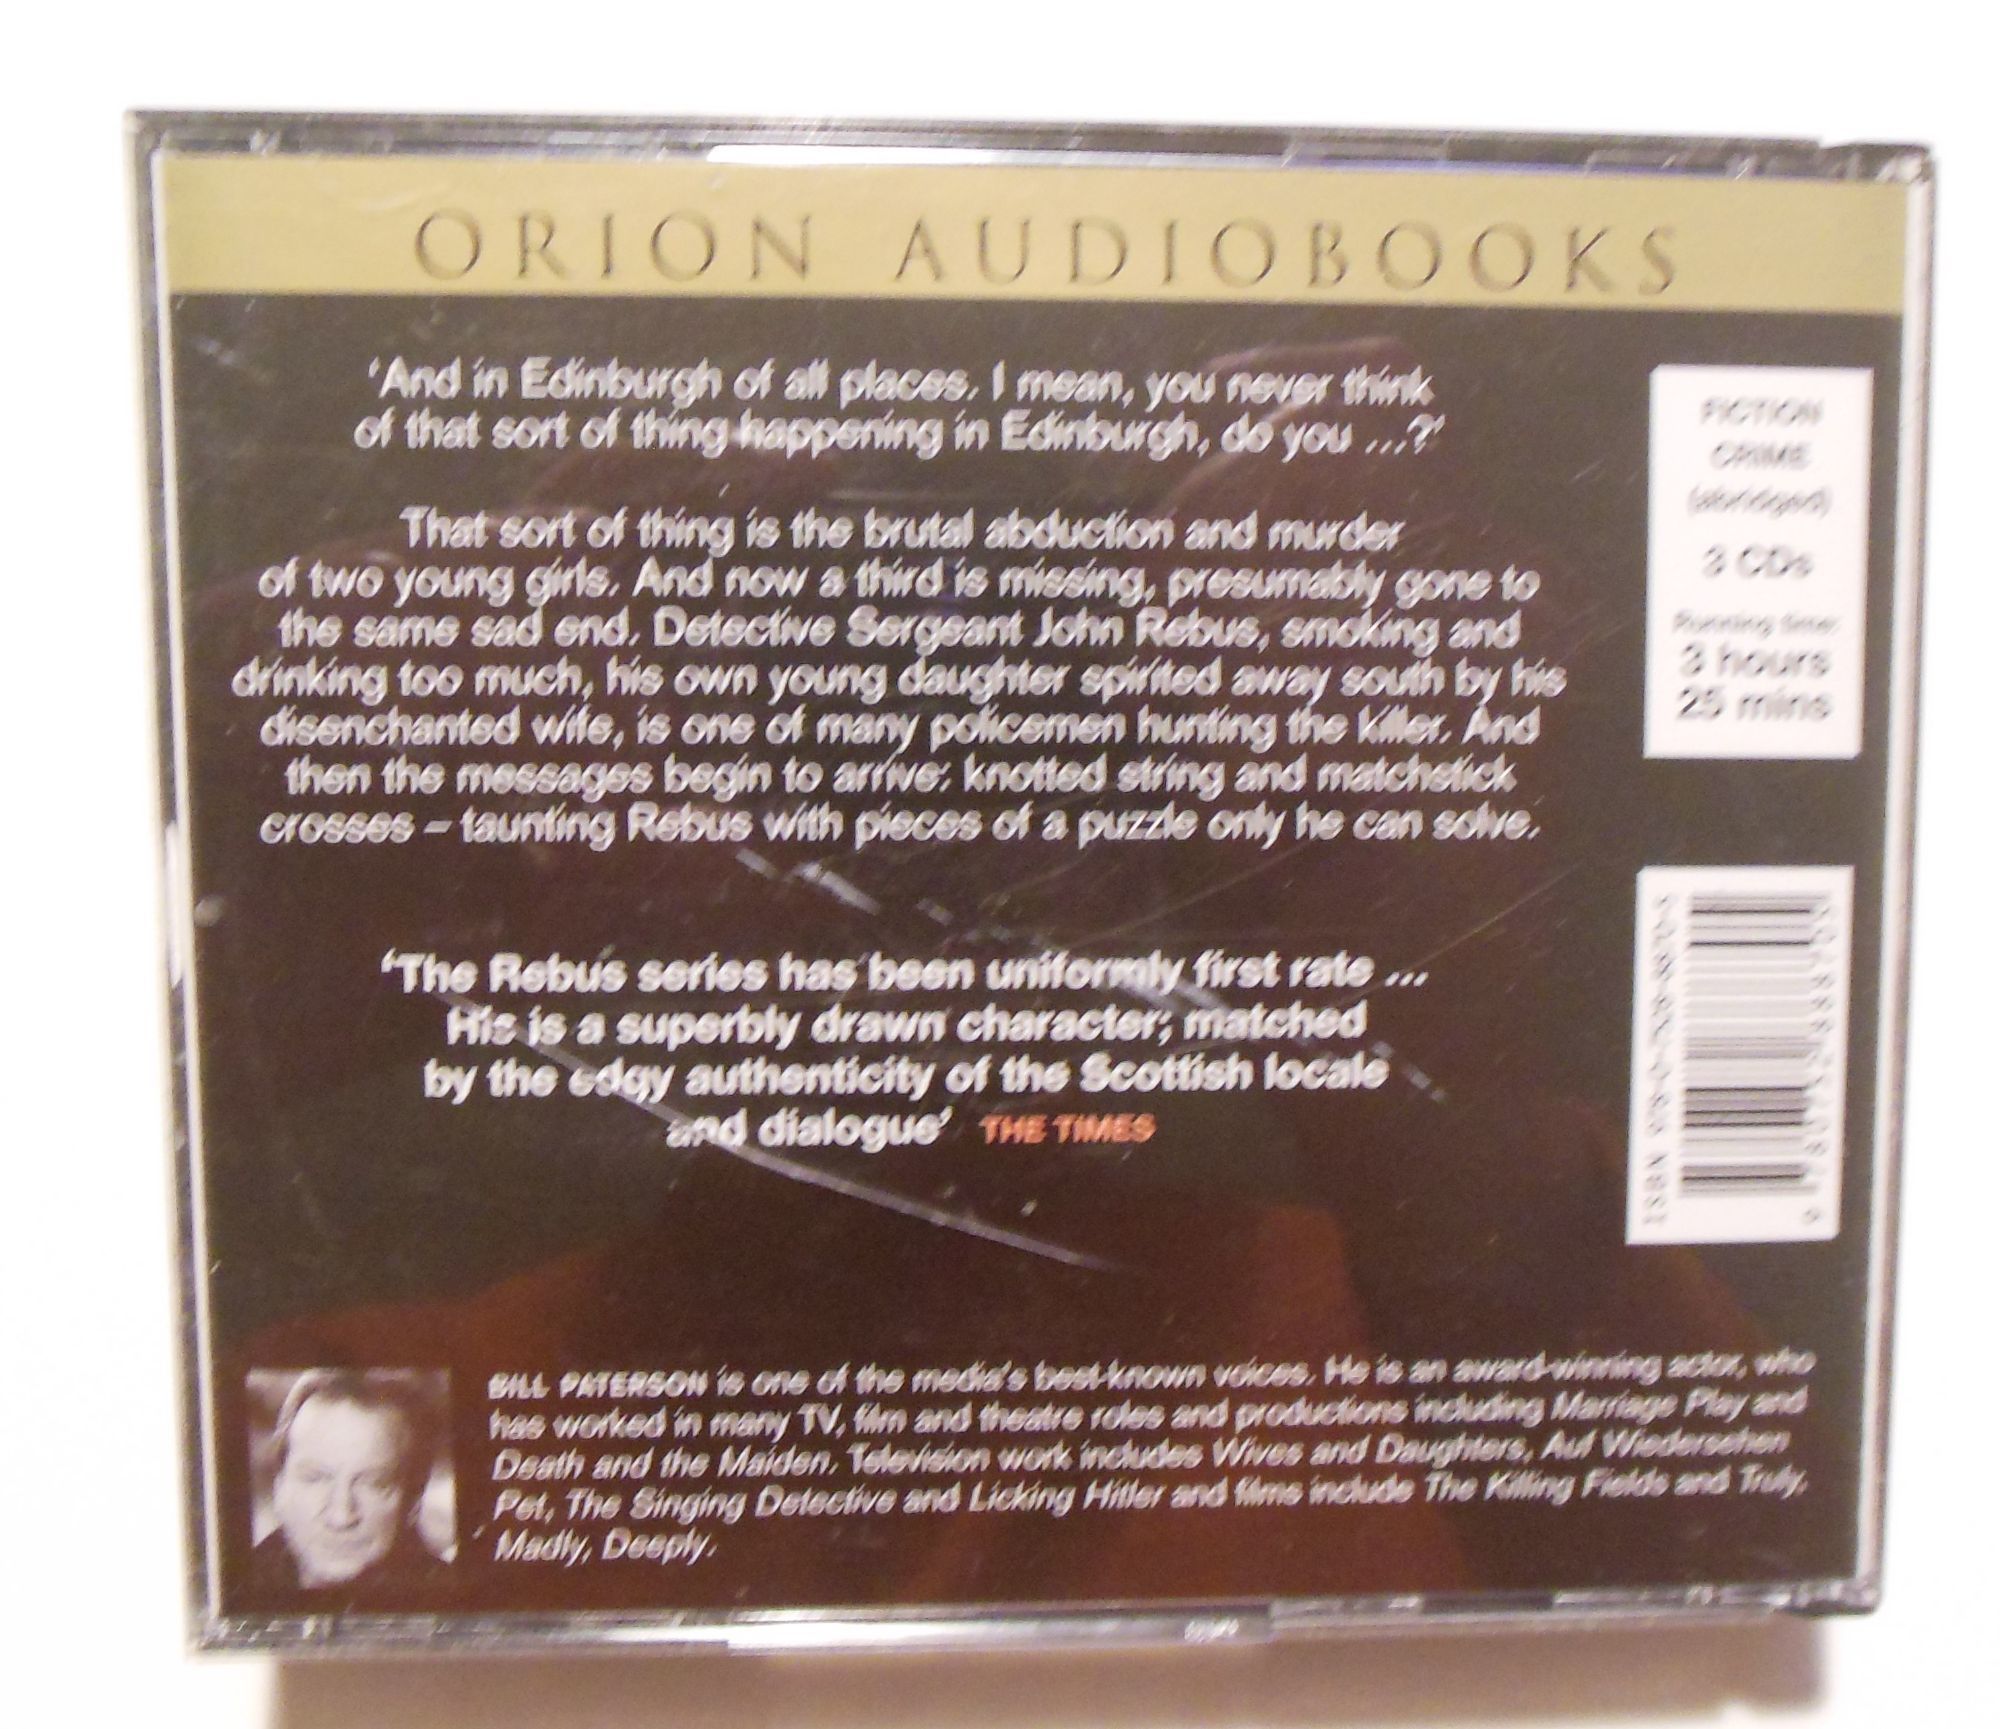 ORION AUDIOBOOKS
'And in Edinburgh of all places. I mean, you never think
of that sort of thing happening in Edinburgh, do you ...?'
That sort of thing is the brutal abduction and murder
of two young girls. And now a third is missing, presumably gone to
the same sad end. Detective Sergeant John Rebus, smoking and
drinking too much, his own young daughter spirited away south by his
disenchanted wife, is one of many policemen hunting the killer. And
then the messages begin to arrive: knotted string and matchstick
crosses – taunting Rebus with pieces of a puzzle only he can solve.
'The Rebus series has been uniformly first rate ...
His is a superbly drawn character; matched
by the edgy authenticity of the Scottish locale
and dialogue' THE TIMES
BILL PATERSON is one of the media's best-known voices. He is an award-winning actor, who
has worked in many TV, film and theatre roles and productions including Marriage Play and
Death and the Maiden. Television work includes Wives and Daughters, Auf Wiedersehen
Pet, The Singing Detective and Licking Hitler and films include The Killing Fields and Truly,
Madly, Deeply.
FICTION
CRIME
(abridged)
3 CDs
Running time:
3 hours
25 mins
ISBN